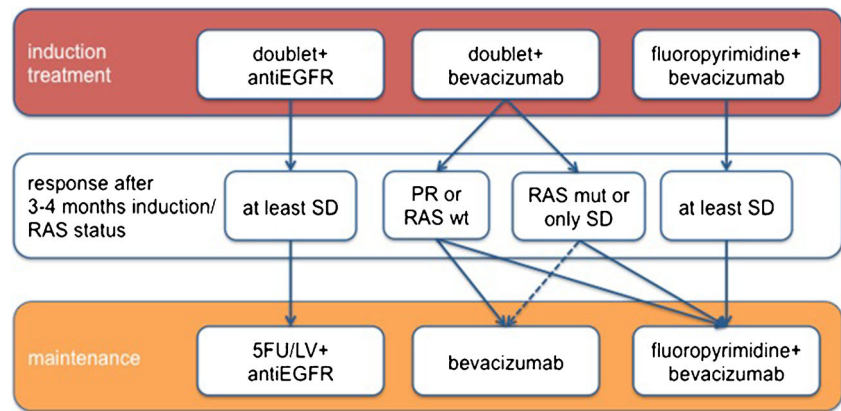 induction
treatment
doublet+
antiEGFR
doublet+
bevacizumab
fluoropyrimidine+
bevacizumab
response after
3-4 months induction/
RAS status
at least SD
PR or
RAS wt
RAS mut or
only SD
at least SD
maintenance
5FU/LV+
antiEGFR
bevacizumab
fluoropyrimidine+
bevacizumab